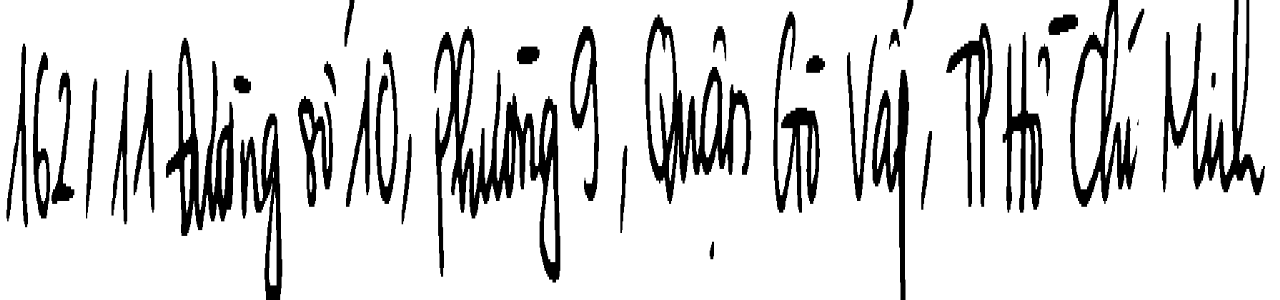 162/11 Đường số 10, Phường 9, Quận Gò Vấp, TP Hồ Chí Minh